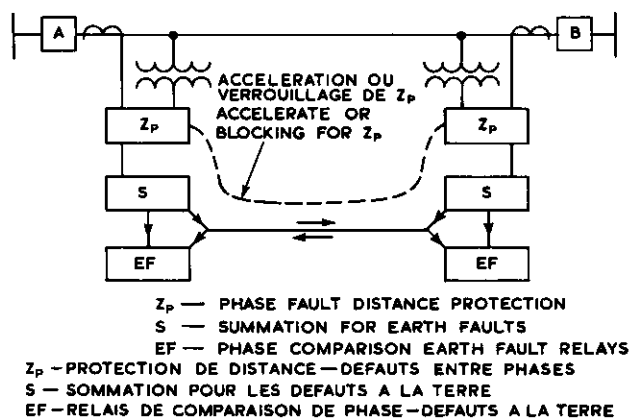 A
B
ACCELERATION OU
VERROUILLAGE DE Zp
ACCELERATE OR
BLOCKING FOR Zp
Zp
Zp
S
S
EF
EF
Zp — PHASE FAULT DISTANCE PROTECTION
S — SUMMATION FOR EARTH FAULTS
EF — PHASE COMPARISON EARTH FAULT RELAYS
Zp – PROTECTION DE DISTANCE – DEFAUTS ENTRE PHASES
S – SOMMATION POUR LES DEFAUTS A LA TERRE
EF – RELAIS DE COMPARAISON DE PHASE – DEFAUTS A LA TERRE